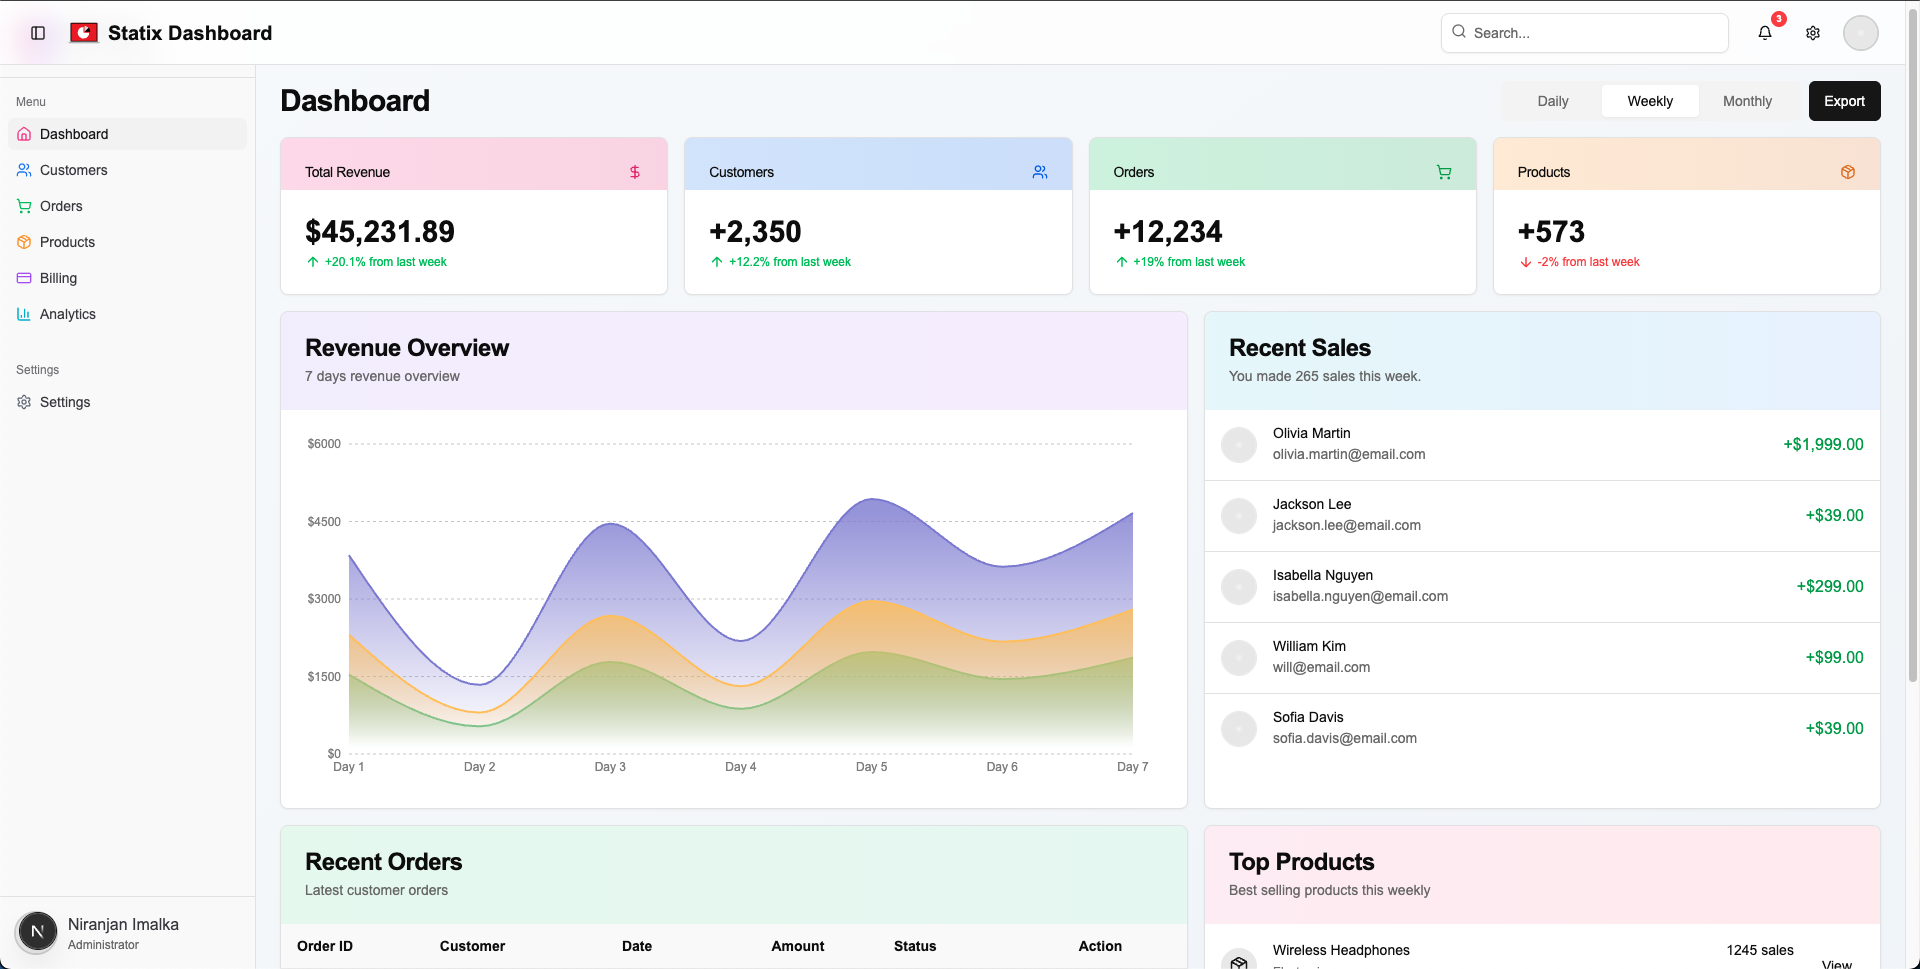 Statix Dashboard
Search...
3
Menu
Dashboard
Customers
Orders
Products
Billing
Analytics
Settings
Settings
N
Niranjan Imalka
Administrator
Dashboard
Daily
Weekly
Monthly
Export
Total Revenue
$45,231.89
+20.1% from last week
Customers
+2,350
+12.2% from last week
Orders
+12,234
+19% from last week
Products
+573
-2% from last week
Revenue Overview
7 days revenue overview
$6000
$4500
$3000
$1500
$0
Day 1 Day 2 Day 3 Day 4 Day 5 Day 6 Day 7
Recent Sales
You made 265 sales this week.
Olivia Martin
olivia.martin@email.com
+$1,999.00
Jackson Lee
jackson.lee@email.com
+$39.00
Isabella Nguyen
isabella.nguyen@email.com
+$299.00
William Kim
will@email.com
+$99.00
Sofia Davis
sofia.davis@email.com
+$39.00
Recent Orders
Latest customer orders
Order ID Customer Date Amount Status Action
Top Products
Best selling products this weekly
Wireless Headphones
1245 sales
View